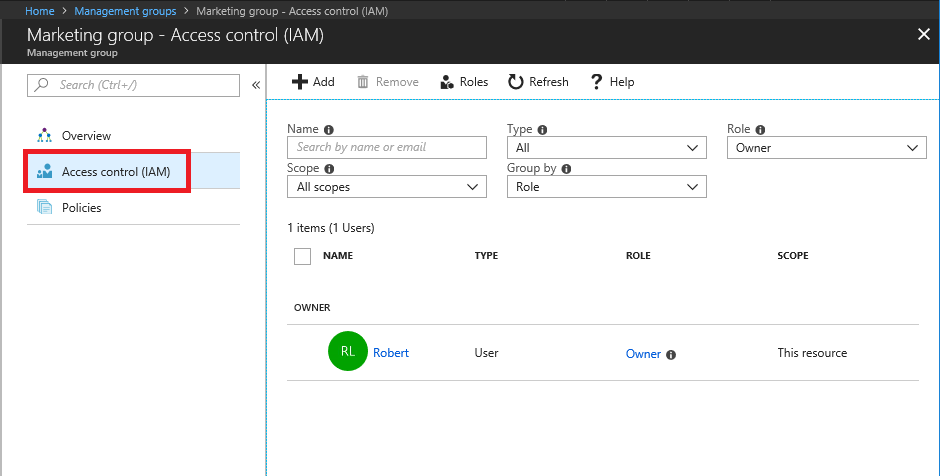 Home > Management groups > Marketing group - Access control (IAM)
Marketing group - Access control (IAM)
Management group
Search (Ctrl+/)
Overview
Access control (IAM)
Policies
Add Remove Roles Refresh Help
Name Type Role
Search by name or email All Owner
Scope Group by
All scopes Role
1 items (1 Users)
NAME TYPE ROLE SCOPE
OWNER
RL Robert User Owner This resource